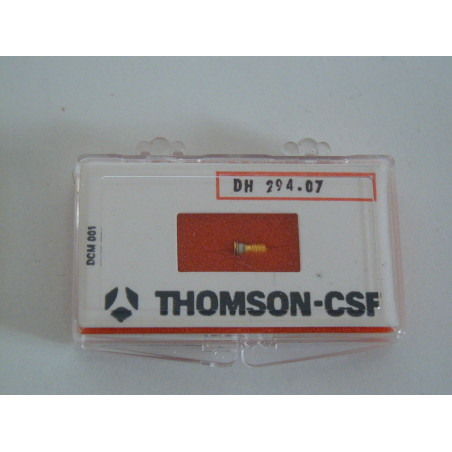 DH 294.07
DCM 001
THOMSON-CSF